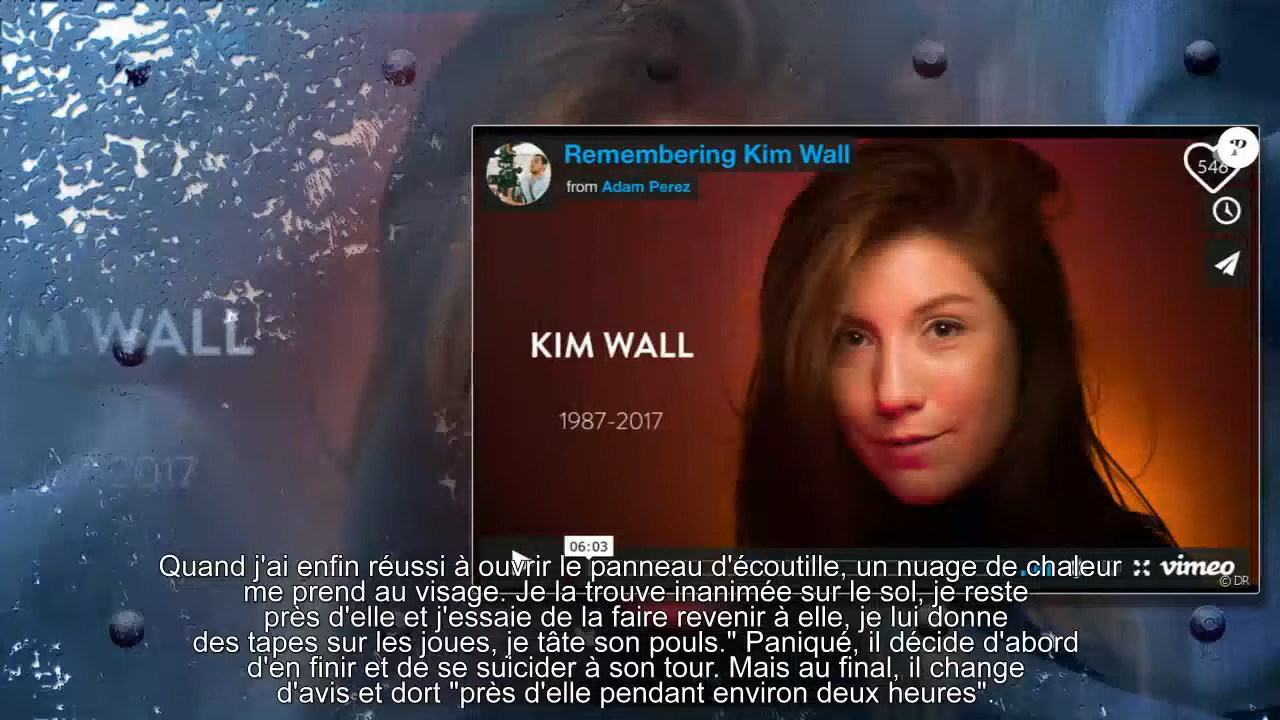 Remembering Kim Wall
from Adam Perez
546
P
M WALL
KIM WALL
1987-2017
2017
06:03
vimeo
© DR
Quand j'ai enfin réussi à ouvrir le panneau d'écoutille, un nuage de chaleur
me prend au visage. Je la trouve inanimée sur le sol, je reste
près d'elle et j'essaie de la faire revenir à elle, je lui donne
des tapes sur les joues, je tâte son pouls." Paniqué, il décide d'abord
d'en finir et de se suicider à son tour. Mais au final, il change
d'avis et dort "près d'elle pendant environ deux heures".